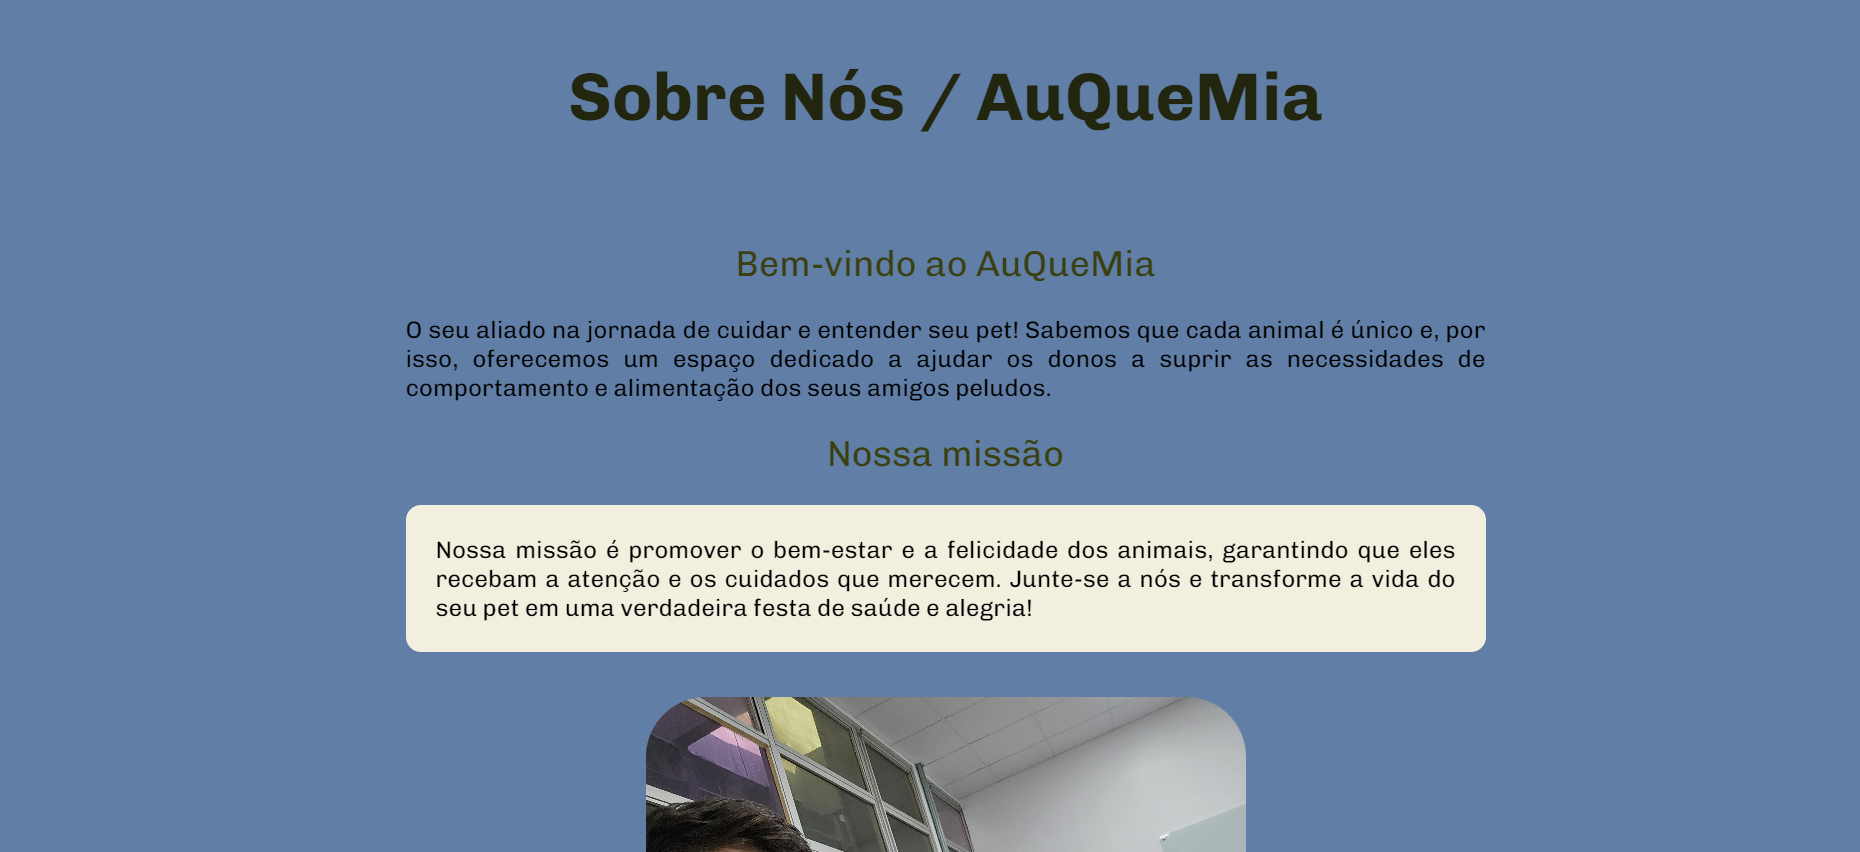 Sobre Nós / AuQueMia
Bem-vindo ao AuQueMia
O seu aliado na jornada de cuidar e entender seu pet! Sabemos que cada animal é único e, por
isso, oferecemos um espaço dedicado a ajudar os donos a suprir as necessidades de
comportamento e alimentação dos seus amigos peludos.
Nossa missão
Nossa missão é promover o bem-estar e a felicidade dos animais, garantindo que eles
recebam a atenção e os cuidados que merecem. Junte-se a nós e transforme a vida do
seu pet em uma verdadeira festa de saúde e alegria!